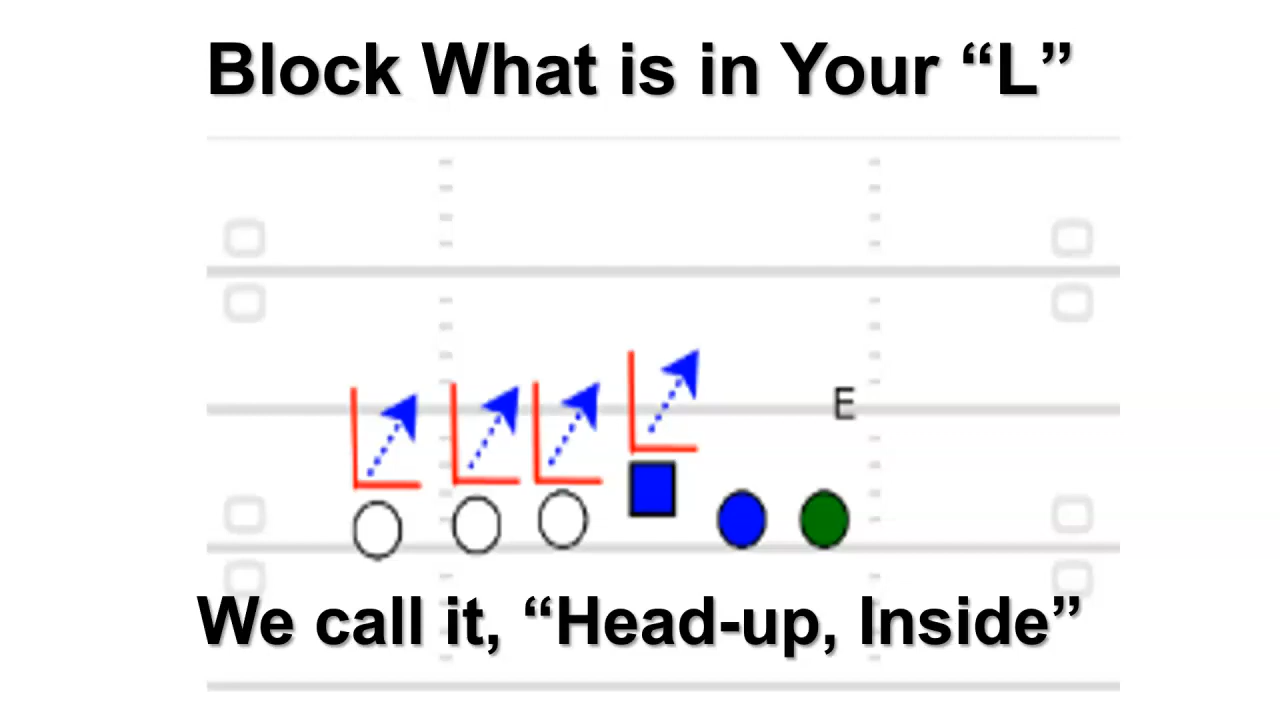 Block What is in Your “L”
E
We call it, “Head-up, Inside”